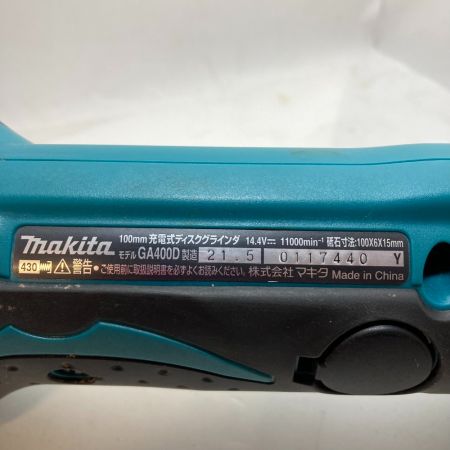 makita 100mm 充電式ディスクグラインダ 14.4V⎓ 11000min⁻¹ 砥石寸法:100X6X15mm
モデル GA400D 製造 21.5 0117440 Y
430 警告 •ご使用前に取扱説明書を必ずよくお読みください。 株式会社 マキタ Made in China